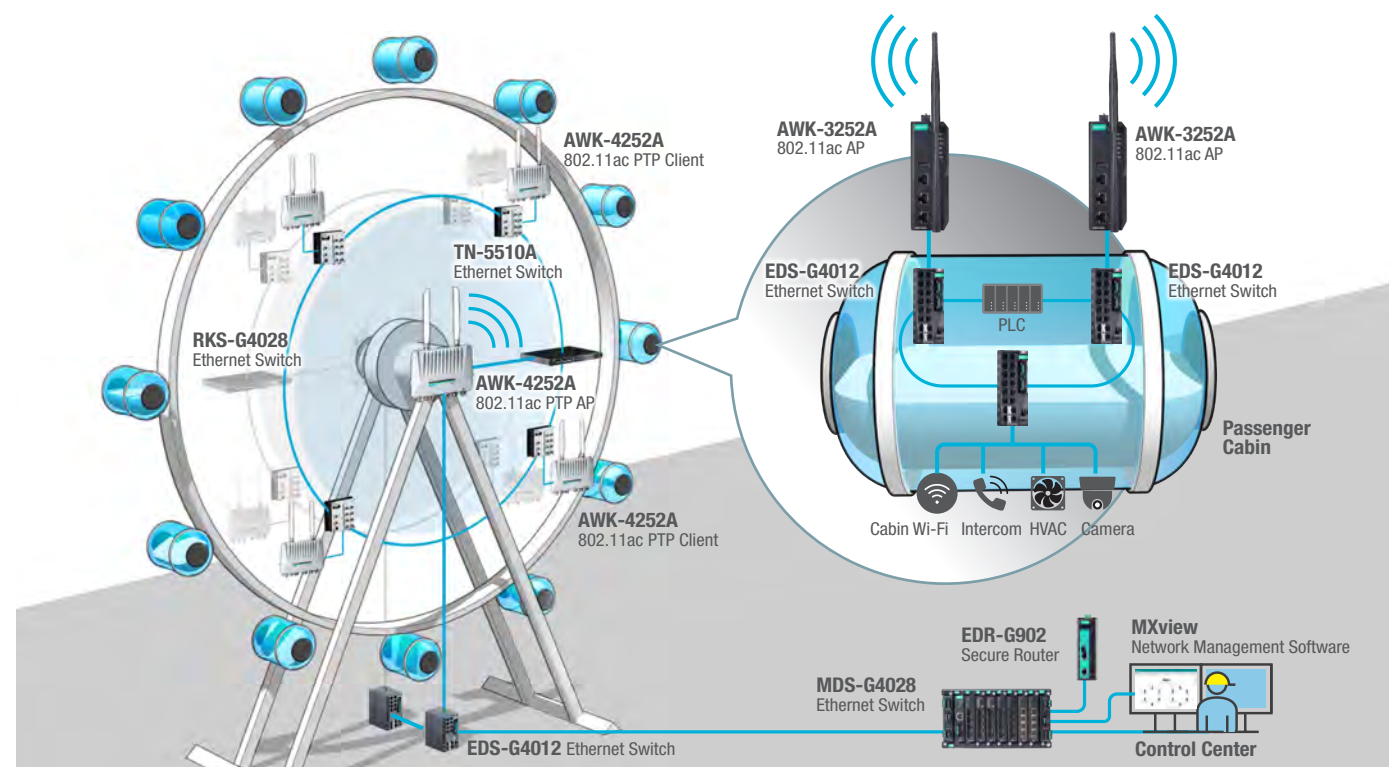 AWK-4252A
802.11ac PTP Client
TN-5510A
Ethernet Switch
RKS-G4028
Ethernet Switch
AWK-4252A
802.11ac PTP AP
AWK-4252A
802.11ac PTP Client
EDS-G4012 Ethernet Switch
AWK-3252A
802.11ac AP
AWK-3252A
802.11ac AP
EDS-G4012
Ethernet Switch
EDS-G4012
Ethernet Switch
PLC
Passenger
Cabin
Cabin Wi-Fi
Intercom
HVAC
Camera
EDR-G902
Secure Router
MXview
Network Management Software
MDS-G4028
Ethernet Switch
Control Center